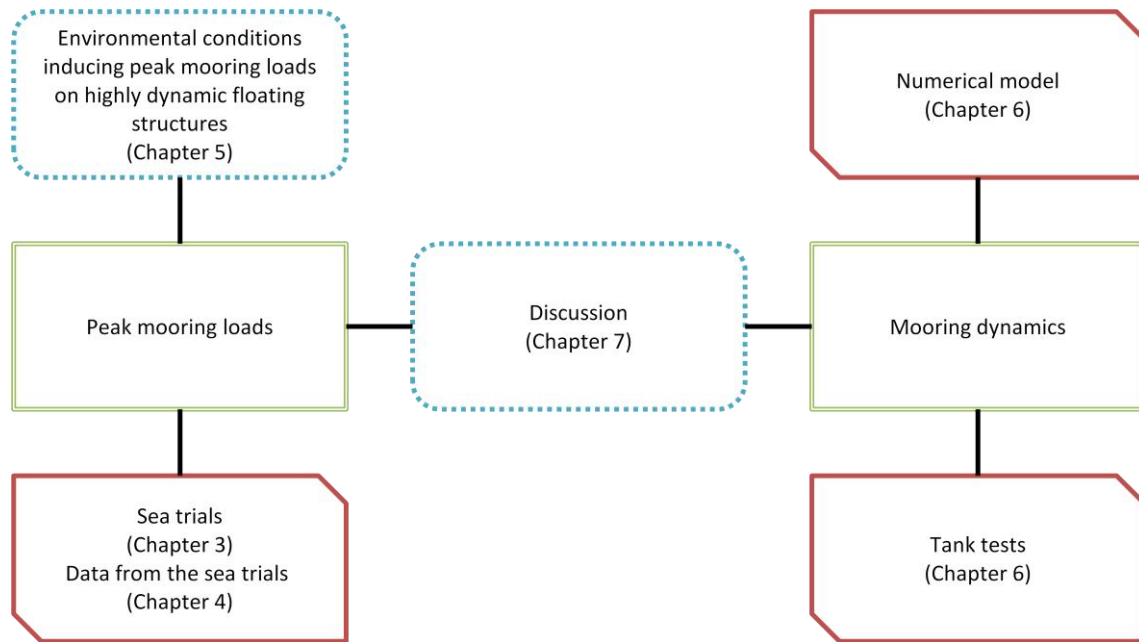 Environmental conditions
inducing peak mooring loads
on highly dynamic floating
structures
(Chapter 5)
Numerical model
(Chapter 6)
Peak mooring loads
Discussion
(Chapter 7)
Mooring dynamics
Sea trials
(Chapter 3)
Data from the sea trials
(Chapter 4)
Tank tests
(Chapter 6)